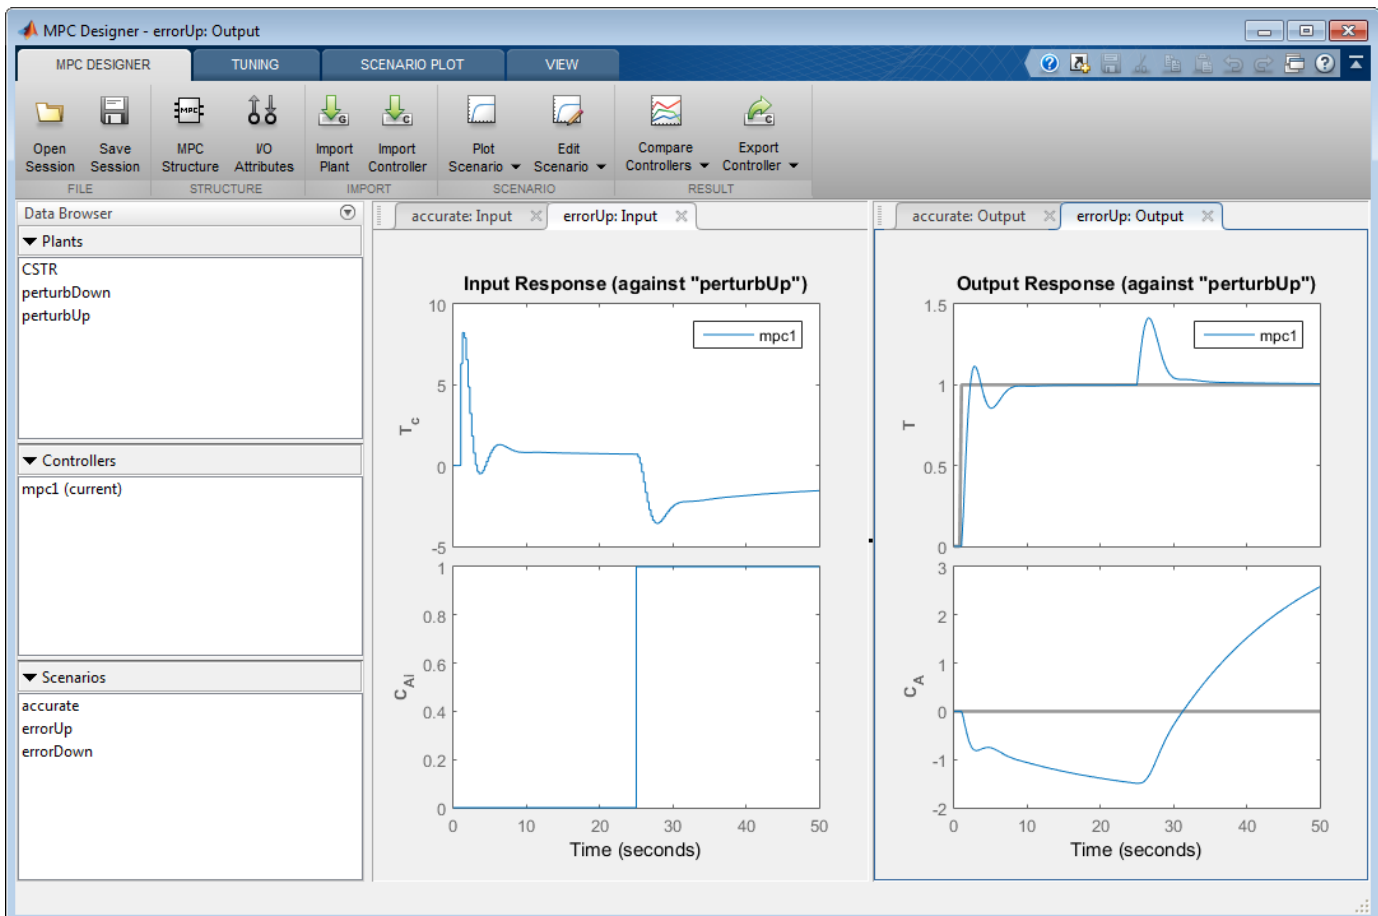 MPC Designer - errorUp: Output
MPC DESIGNER TUNING SCENARIO PLOT VIEW
MPC G C C
Open Session Save Session MPC Structure I/O Attributes Import Plant Import Controller Plot Scenario Edit Scenario Compare Controllers Export Controller
FILE STRUCTURE IMPORT SCENARIO RESULT
Data Browser
Plants
CSTR
perturbDown
perturbUp
Controllers
mpc1 (current)
Scenarios
accurate
errorUp
errorDown
accurate: Input errorUp: Input
Input Response (against "perturbUp")
mpc1
10
5
0
-5
T_c
1
0.8
0.6
0.4
0.2
0
C_Ai
0 10 20 30 40 50
Time (seconds)
accurate: Output errorUp: Output
Output Response (against "perturbUp")
mpc1
1.5
1
0.5
0
T
3
2
1
0
-1
-2
C_A
0 10 20 30 40 50
Time (seconds)